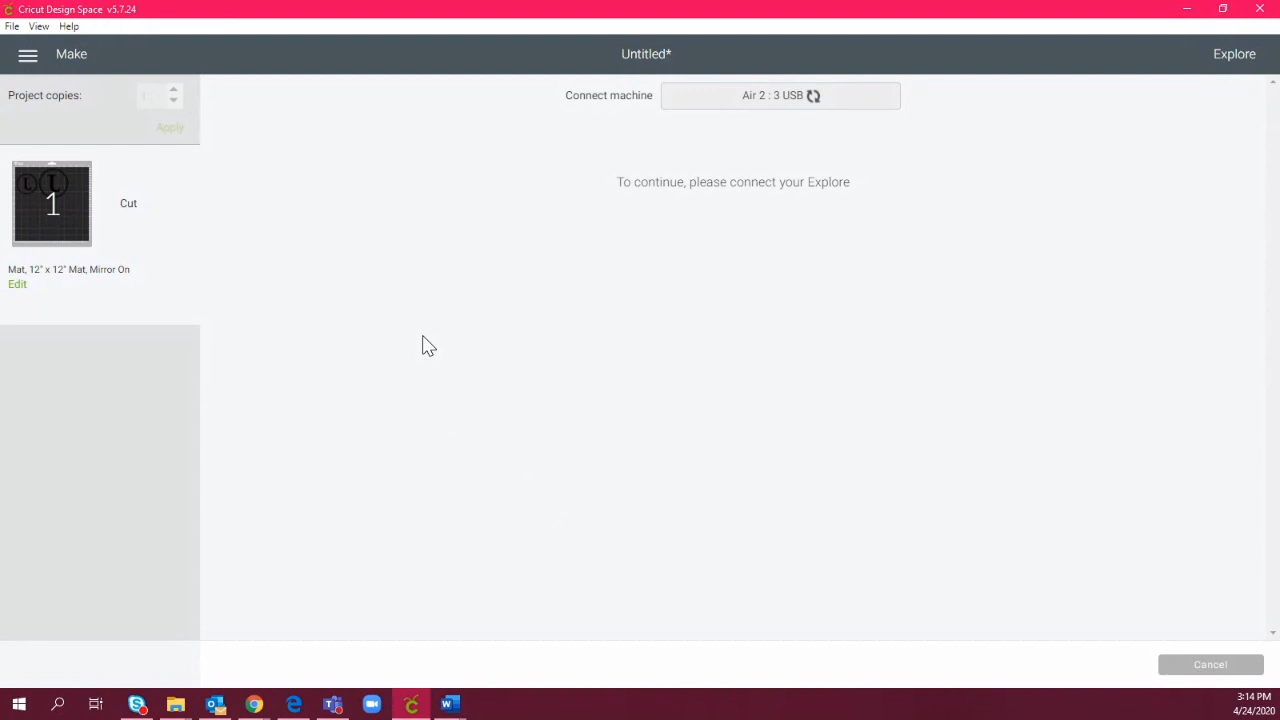 Cricut Design Space v5.7.24
File View Help
Make
Untitled*
Explore
Project copies:
Apply
Connect machine
Air 2 : 3 USB
To continue, please connect your Explore
1
Cut
Mat, 12" x 12" Mat, Mirror On
Edit
Cancel
3:14 PM
4/24/2020